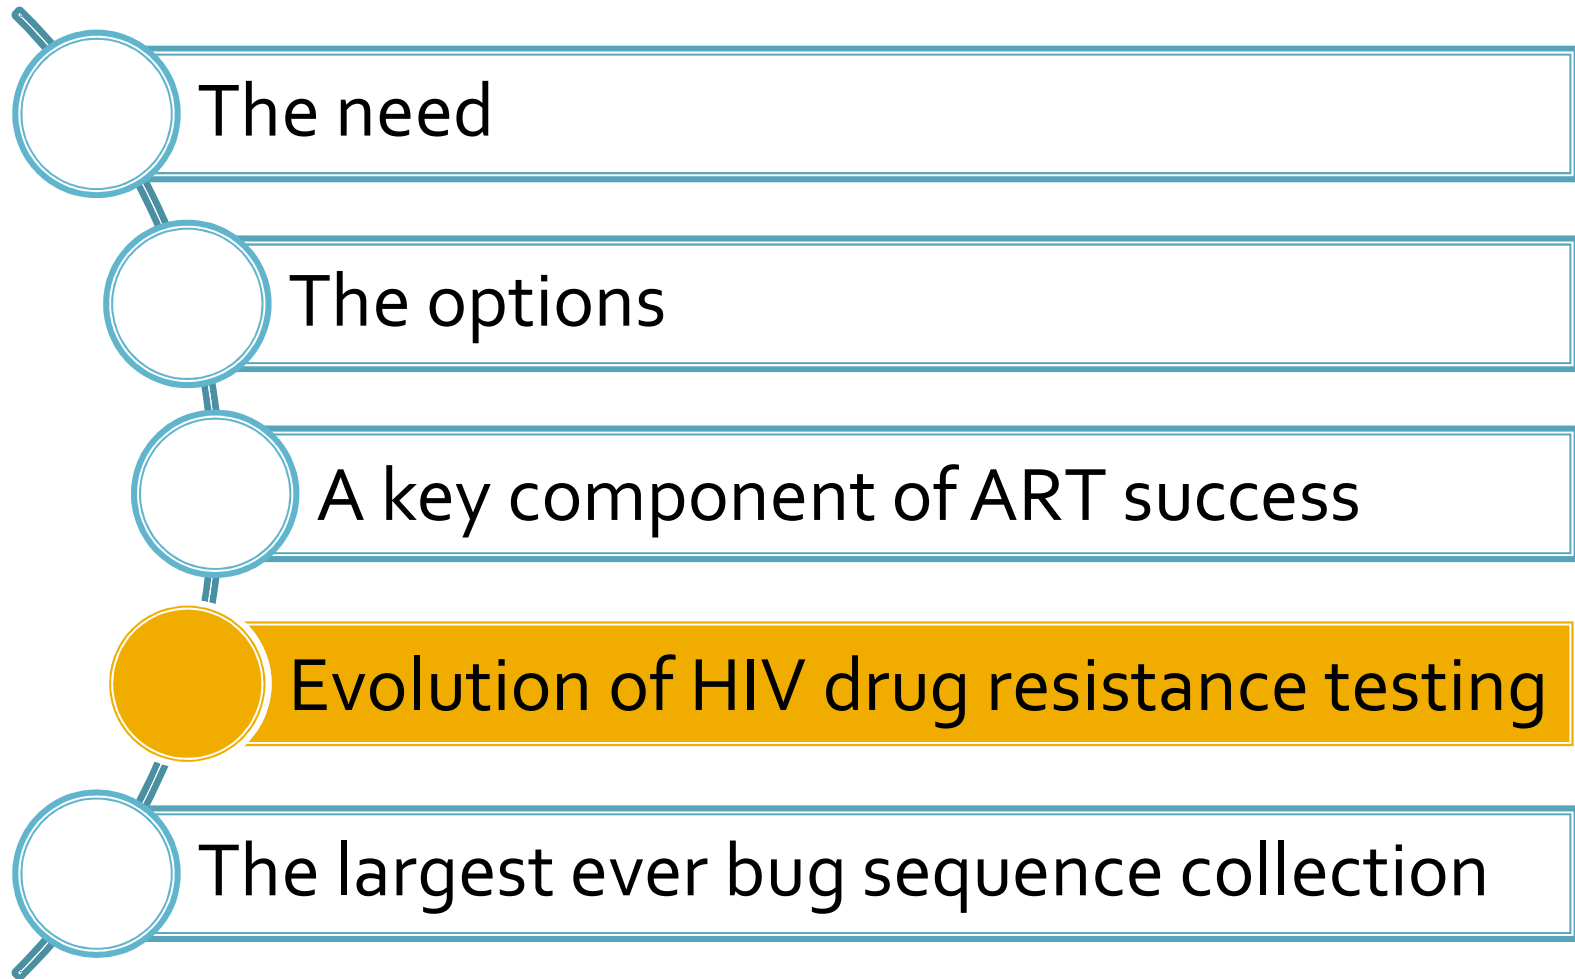 The need
The options
A key component of ART success
Evolution of HIV drug resistance testing
The largest ever bug sequence collection